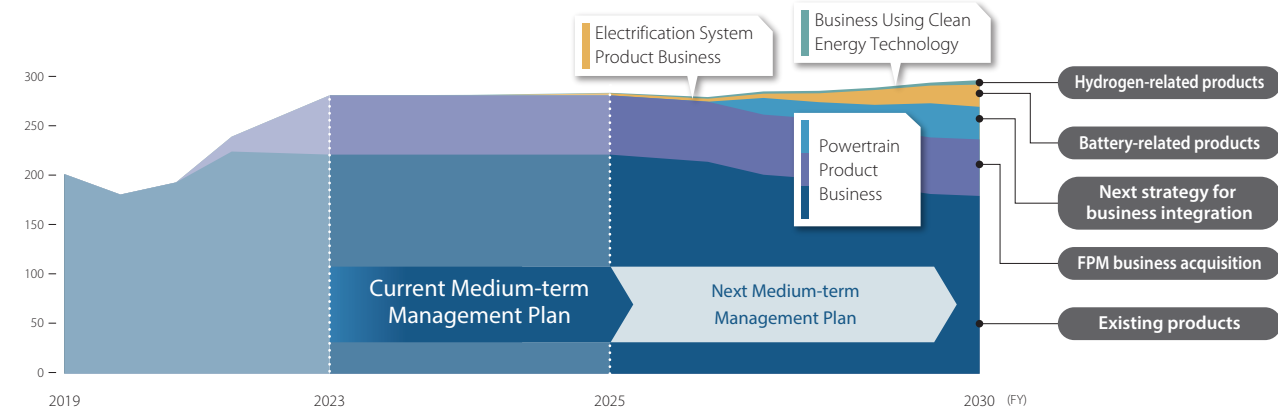 Electrification System
Product Business
Business Using Clean
Energy Technology
300
250
200
150
100
50
0
Powertrain
Product
Business
Current Medium-term
Management Plan
Next Medium-term
Management Plan
Hydrogen-related products
Battery-related products
Next strategy for
business integration
FPM business acquisition
Existing products
2019
2023
2025
2030 (FY)